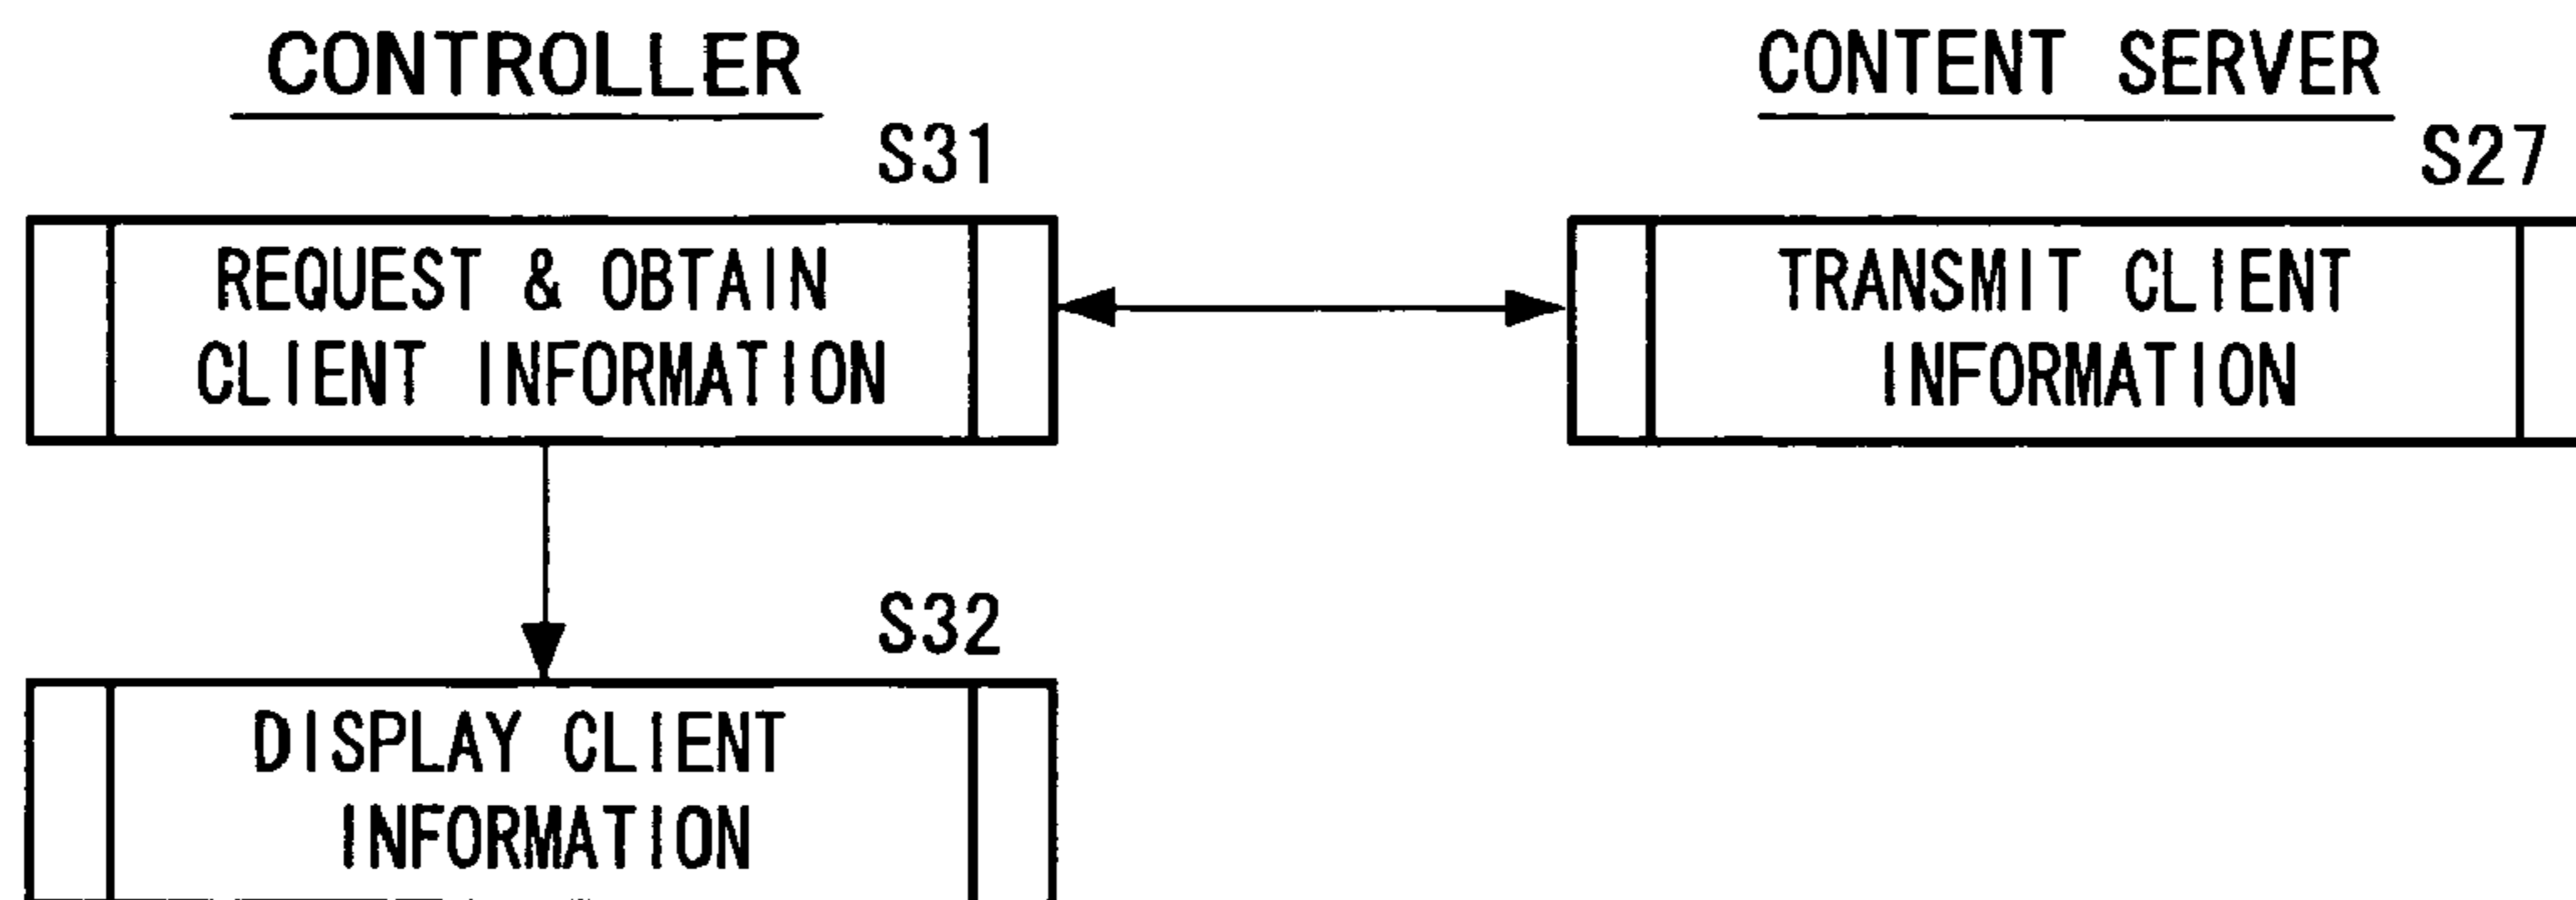 CONTROLLER
CONTENT SERVER
S31
S27
REQUEST & OBTAIN
CLIENT INFORMATION
TRANSMIT CLIENT
INFORMATION
S32
DISPLAY CLIENT
INFORMATION